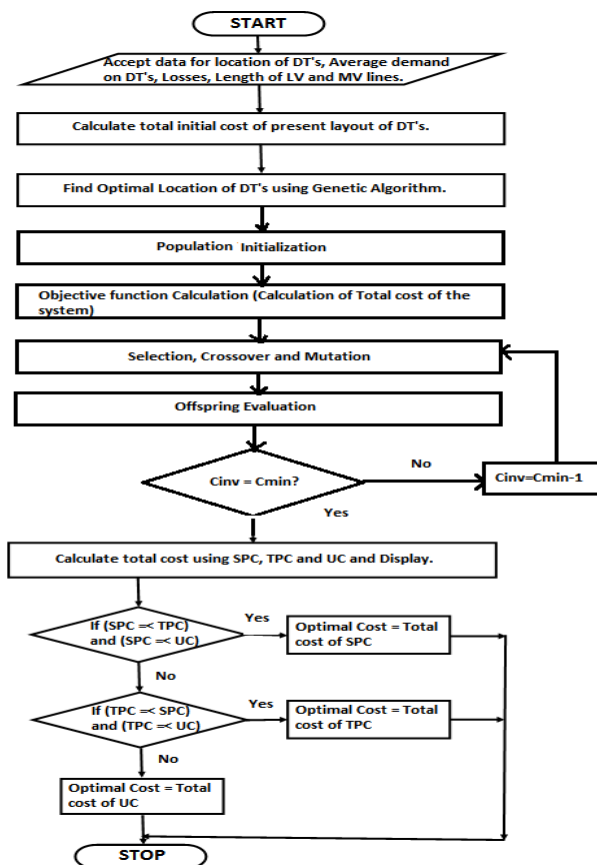 START
Accept data for location of DT's, Average demand
on DT's, Losses, Length of LV and MV lines.
Calculate total initial cost of present layout of DT's.
Find Optimal Location of DT's using Genetic Algorithm.
Population Initialization
Objective function Calculation (Calculation of Total cost of the
system)
Selection, Crossover and Mutation
Offspring Evaluation
Cinv = Cmin?
No
Cinv=Cmin-1
Yes
Calculate total cost using SPC, TPC and UC and Display.
If (SPC =< TPC)
and (SPC =< UC)
Yes
Optimal Cost = Total
cost of SPC
No
If (TPC =< SPC)
and (TPC =< UC)
Yes
Optimal Cost = Total
cost of TPC
No
Optimal Cost = Total
cost of UC
STOP